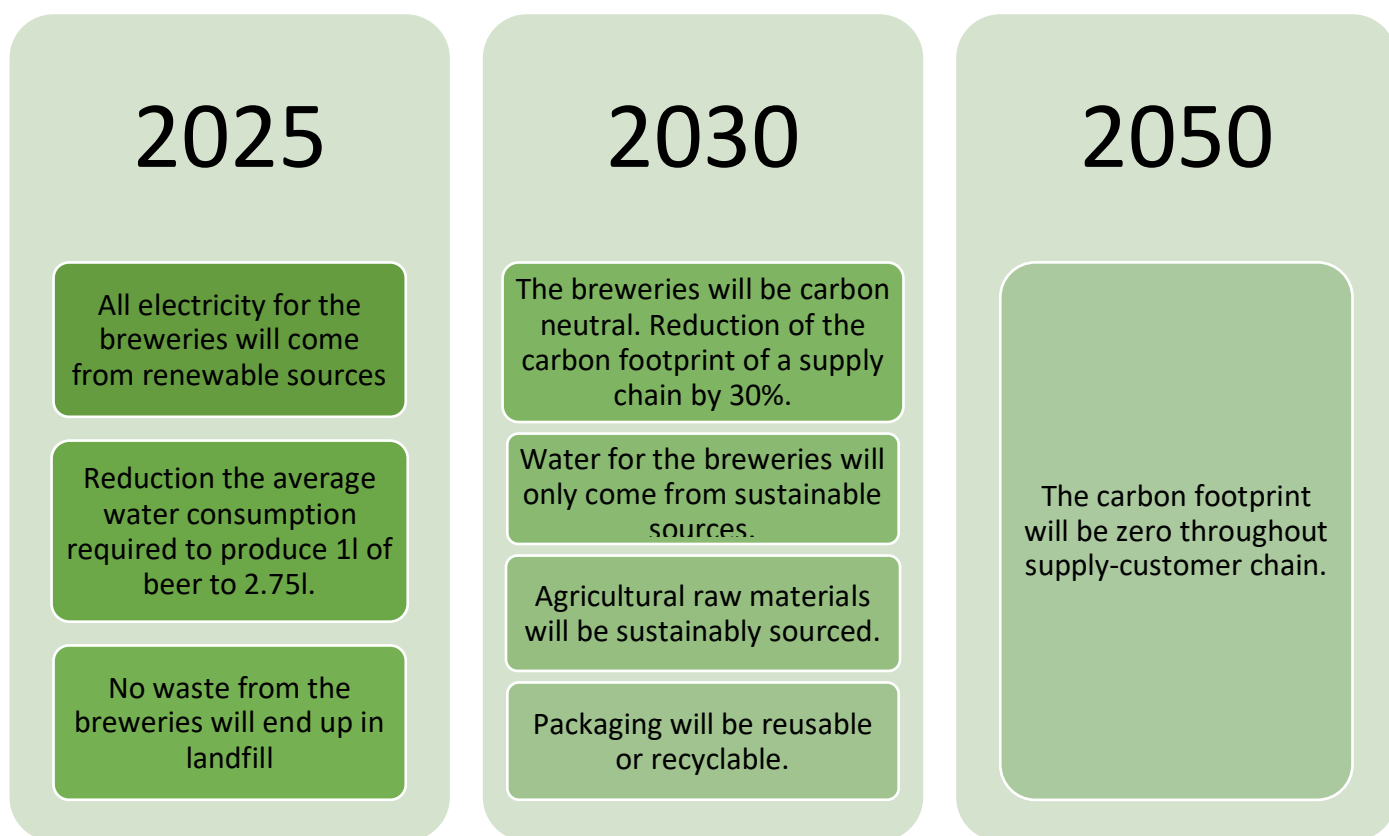 2025
All electricity for the
breweries will come
from renewable sources
Reduction the average
water consumption
required to produce 1l of
beer to 2.75l.
No waste from the
breweries will end up in
landfill
2030
The breweries will be carbon
neutral. Reduction of the
carbon footprint of a supply
chain by 30%.
Water for the breweries will
only come from sustainable
sources.
Agricultural raw materials
will be sustainably sourced.
Packaging will be reusable
or recyclable.
2050
The carbon footprint
will be zero throughout
supply-customer chain.